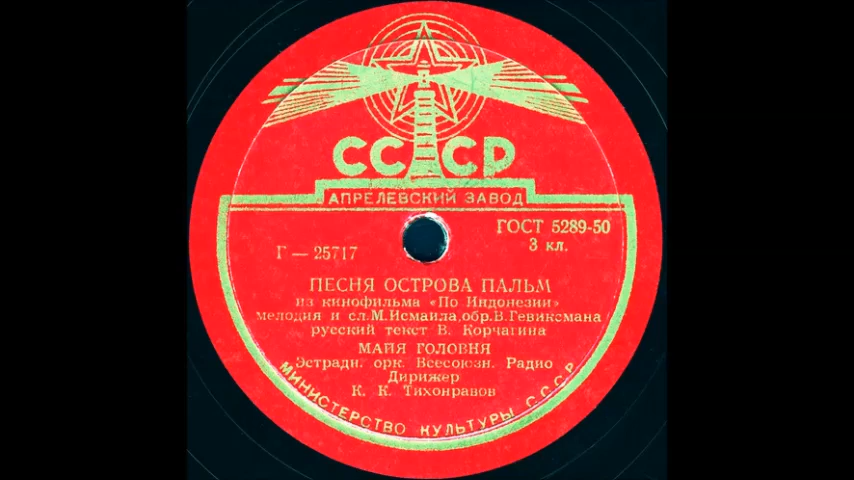 СССР
АПРЕЛЕВСКИЙ ЗАВОД
ГОСТ 5289-50
3 кл.
Г — 25717
ПЕСНЯ ОСТРОВА ПАЛЬМ
из кинофильма «По Индонезии»
мелодия и сл.М.Исмаила,обр.В.Гевиксмана
русский текст В. Корчагина
МАЙЯ ГОЛОВНЯ
Эстрадн. орк. Всесоюзн. Радио
Дирижер
К. К. Тихонравов
МИНИСТЕРСТВО КУЛЬТУРЫ СССР